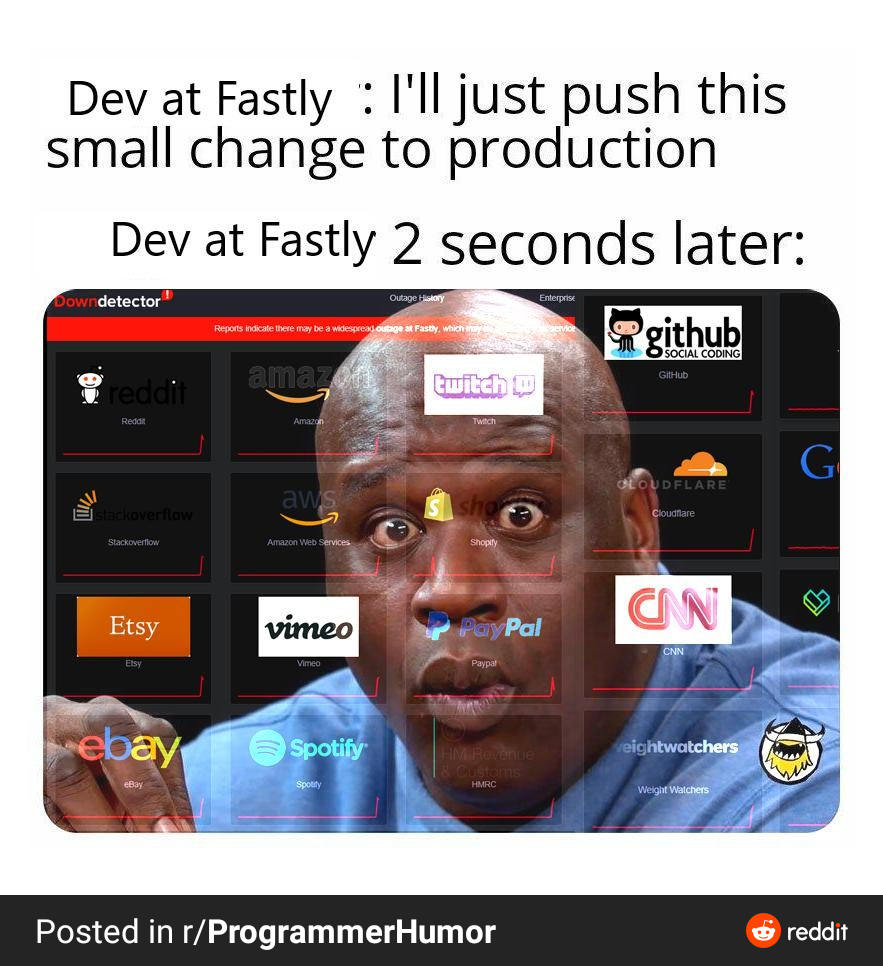 Dev at Fastly : I'll just push this
small change to production
Dev at Fastly 2 seconds later:
Downdetector
Outage History
Enterprise
Reports indicate there may be a widespread outage at Fastly, which may be
service
reddit
Reddit
amazon
Amazon
twitch
Twitch
github
SOCIAL CODING
GitHub
stackoverflow
Stackoverflow
aws
Amazon Web Services
S sho
Shopify
CLOUDFLARE
Cloudflare
G
Etsy
Etsy
vimeo
Vimeo
PayPal
Paypal
CNN
CNN
ebay
eBay
Spotify
Spotify
HM Revenue
& Customs
HMRC
eightwatchers
Weight Watchers
Posted in r/ProgrammerHumor
reddit